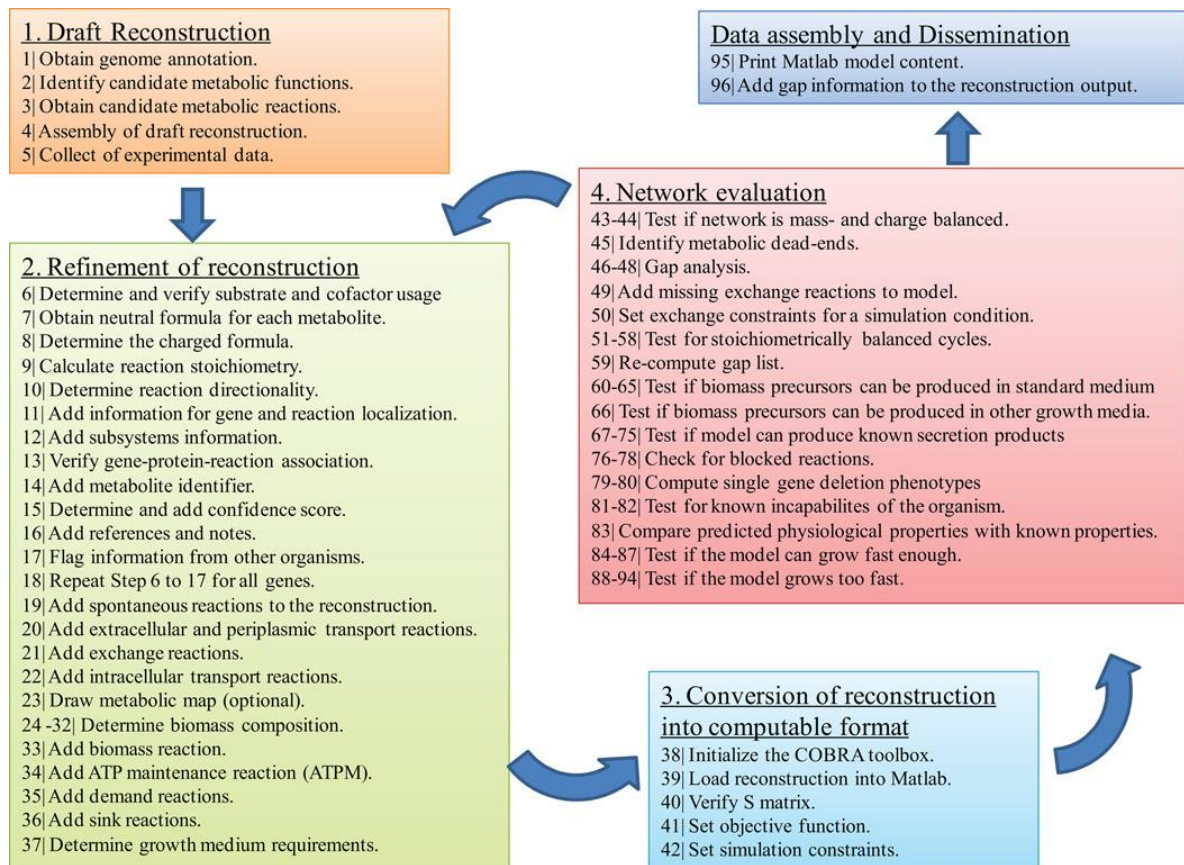 1. Draft Reconstruction
1| Obtain genome annotation.
2| Identify candidate metabolic functions.
3| Obtain candidate metabolic reactions.
4| Assembly of draft reconstruction.
5| Collect of experimental data.
2. Refinement of reconstruction
6| Determine and verify substrate and cofactor usage
7| Obtain neutral formula for each metabolite.
8| Determine the charged formula.
9| Calculate reaction stoichiometry.
10| Determine reaction directionality.
11| Add information for gene and reaction localization.
12| Add subsystems information.
13| Verify gene-protein-reaction association.
14| Add metabolite identifier.
15| Determine and add confidence score.
16| Add references and notes.
17| Flag information from other organisms.
18| Repeat Step 6 to 17 for all genes.
19| Add spontaneous reactions to the reconstruction.
20| Add extracellular and periplasmic transport reactions.
21| Add exchange reactions.
22| Add intracellular transport reactions.
23| Draw metabolic map (optional).
24 -32| Determine biomass composition.
33| Add biomass reaction.
34| Add ATP maintenance reaction (ATPM).
35| Add demand reactions.
36| Add sink reactions.
37| Determine growth medium requirements.
3. Conversion of reconstruction
into computable format
38| Initialize the COBRA toolbox.
39| Load reconstruction into Matlab.
40| Verify S matrix.
41| Set objective function.
42| Set simulation constraints.
4. Network evaluation
43-44| Test if network is mass- and charge balanced.
45| Identify metabolic dead-ends.
46-48| Gap analysis.
49| Add missing exchange reactions to model.
50| Set exchange constraints for a simulation condition.
51-58| Test for stoichiometrically balanced cycles.
59| Re-compute gap list.
60-65| Test if biomass precursors can be produced in standard medium
66| Test if biomass precursors can be produced in other growth media.
67-75| Test if model can produce known secretion products
76-78| Check for blocked reactions.
79-80| Compute single gene deletion phenotypes
81-82| Test for known incapabilites of the organism.
83| Compare predicted physiological properties with known properties.
84-87| Test if the model can grow fast enough.
88-94| Test if the model grows too fast.
Data assembly and Dissemination
95| Print Matlab model content.
96| Add gap information to the reconstruction output.